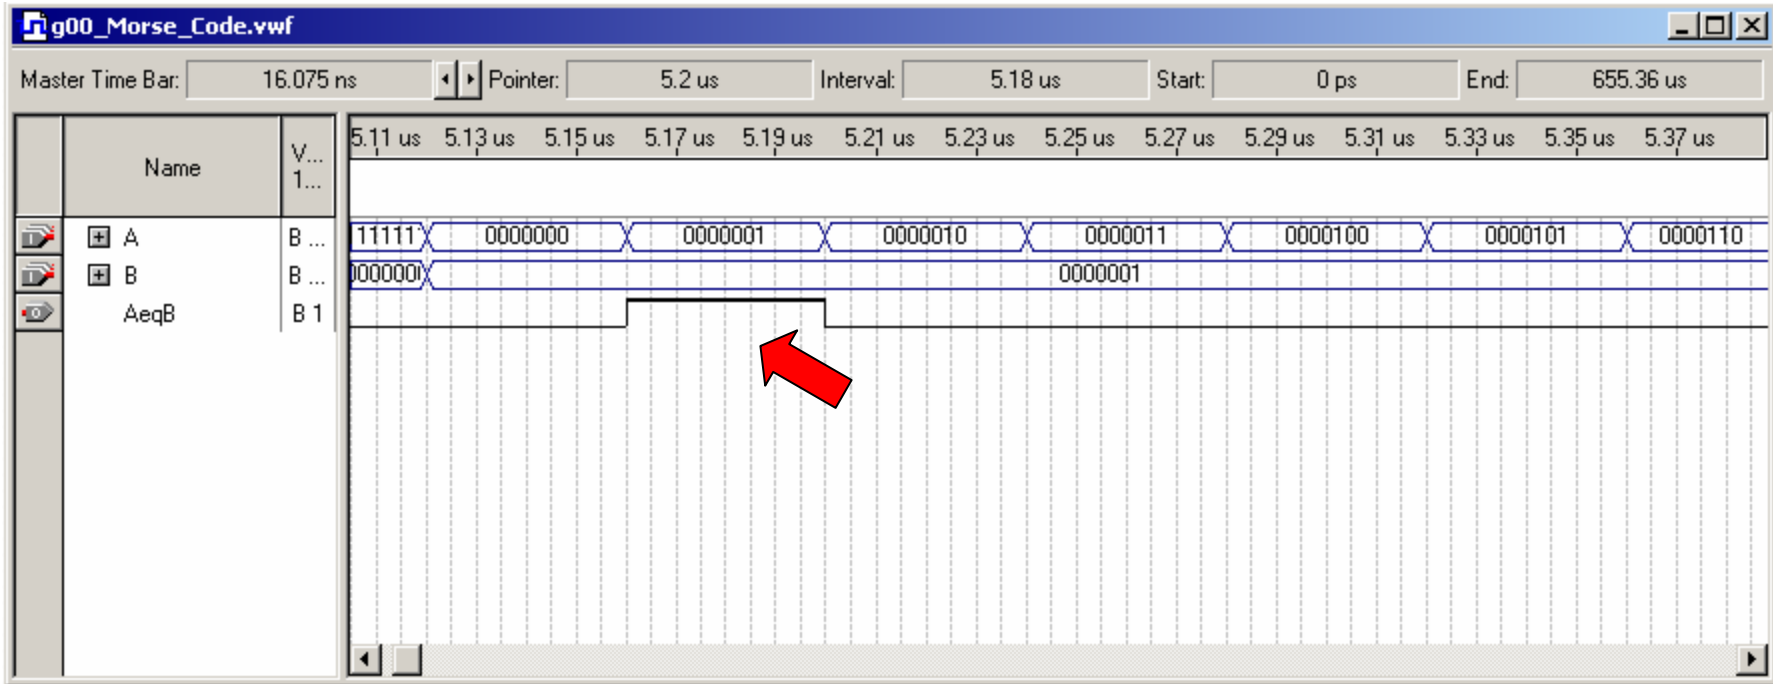 g00_Morse_Code.vwf
Master Time Bar: 16.075 ns Pointer: 5.2 us Interval: 5.18 us Start: 0 ps End: 655.36 us
Name V... 1... 5.11 us 5.13 us 5.15 us 5.17 us 5.19 us 5.21 us 5.23 us 5.25 us 5.27 us 5.29 us 5.31 us 5.33 us 5.35 us 5.37 us
A B ... 11111 0000000 0000001 0000010 0000011 0000100 0000101 0000110
B B ... 000000 0000001
AeqB B 1